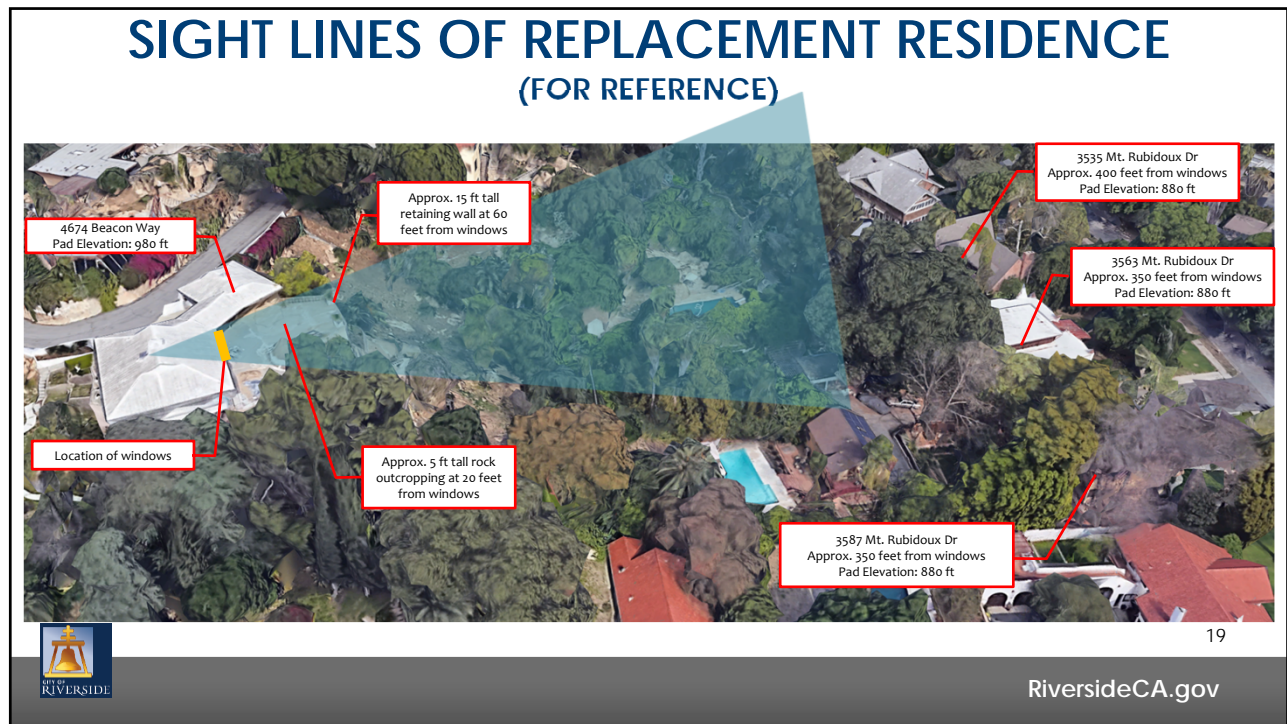 SIGHT LINES OF REPLACEMENT RESIDENCE
(FOR REFERENCE)
4674 Beacon Way
Pad Elevation: 980 ft
Approx. 15 ft tall
retaining wall at 60
feet from windows
3535 Mt. Rubidoux Dr
Approx. 400 feet from windows
Pad Elevation: 880 ft
3563 Mt. Rubidoux Dr
Approx. 350 feet from windows
Pad Elevation: 880 ft
Location of windows
Approx. 5 ft tall rock
outcropping at 20 feet
from windows
3587 Mt. Rubidoux Dr
Approx. 350 feet from windows
Pad Elevation: 880 ft
19
CITY OF
RIVERSIDE
RiversideCA.gov